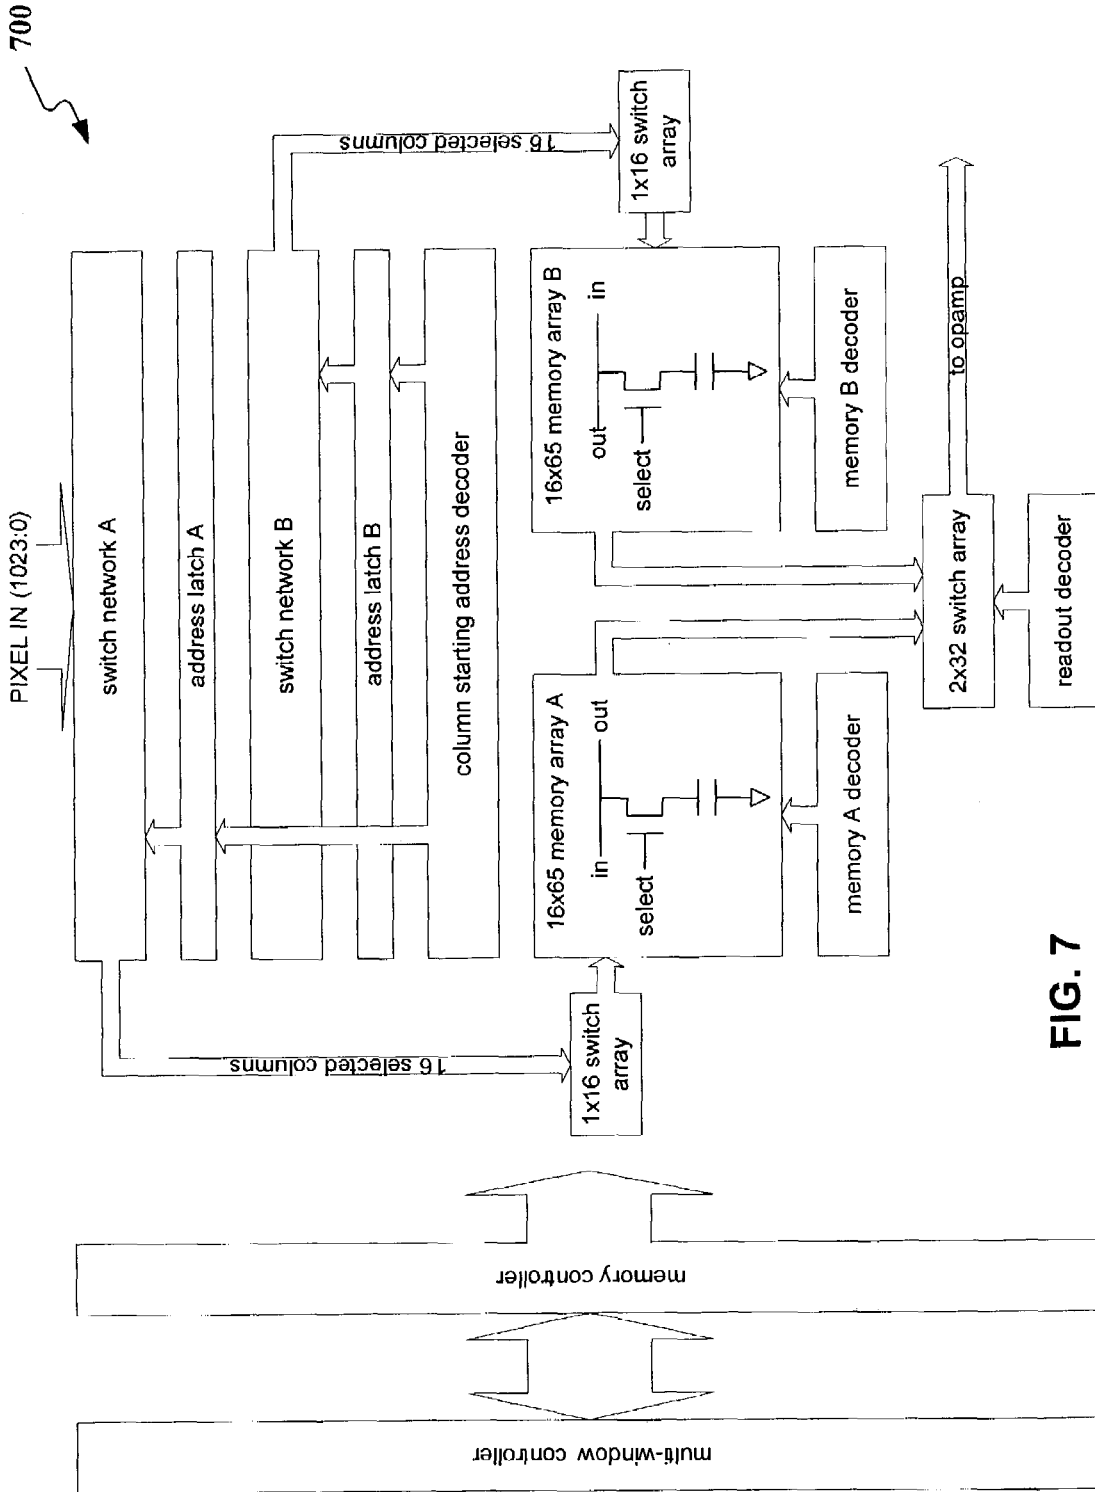 700
PIXEL IN (1023:0)
switch network A
address latch A
switch network B
address latch B
column starting address decoder
16 selected columns
16 selected columns
1x16 switch
array
1x16 switch
array
16x65 memory array A
in
out
select
16x65 memory array B
out
in
select
memory A decoder
memory B decoder
2x32 switch array
to opamp
readout decoder
memory controller
multi-window controller
FIG. 7